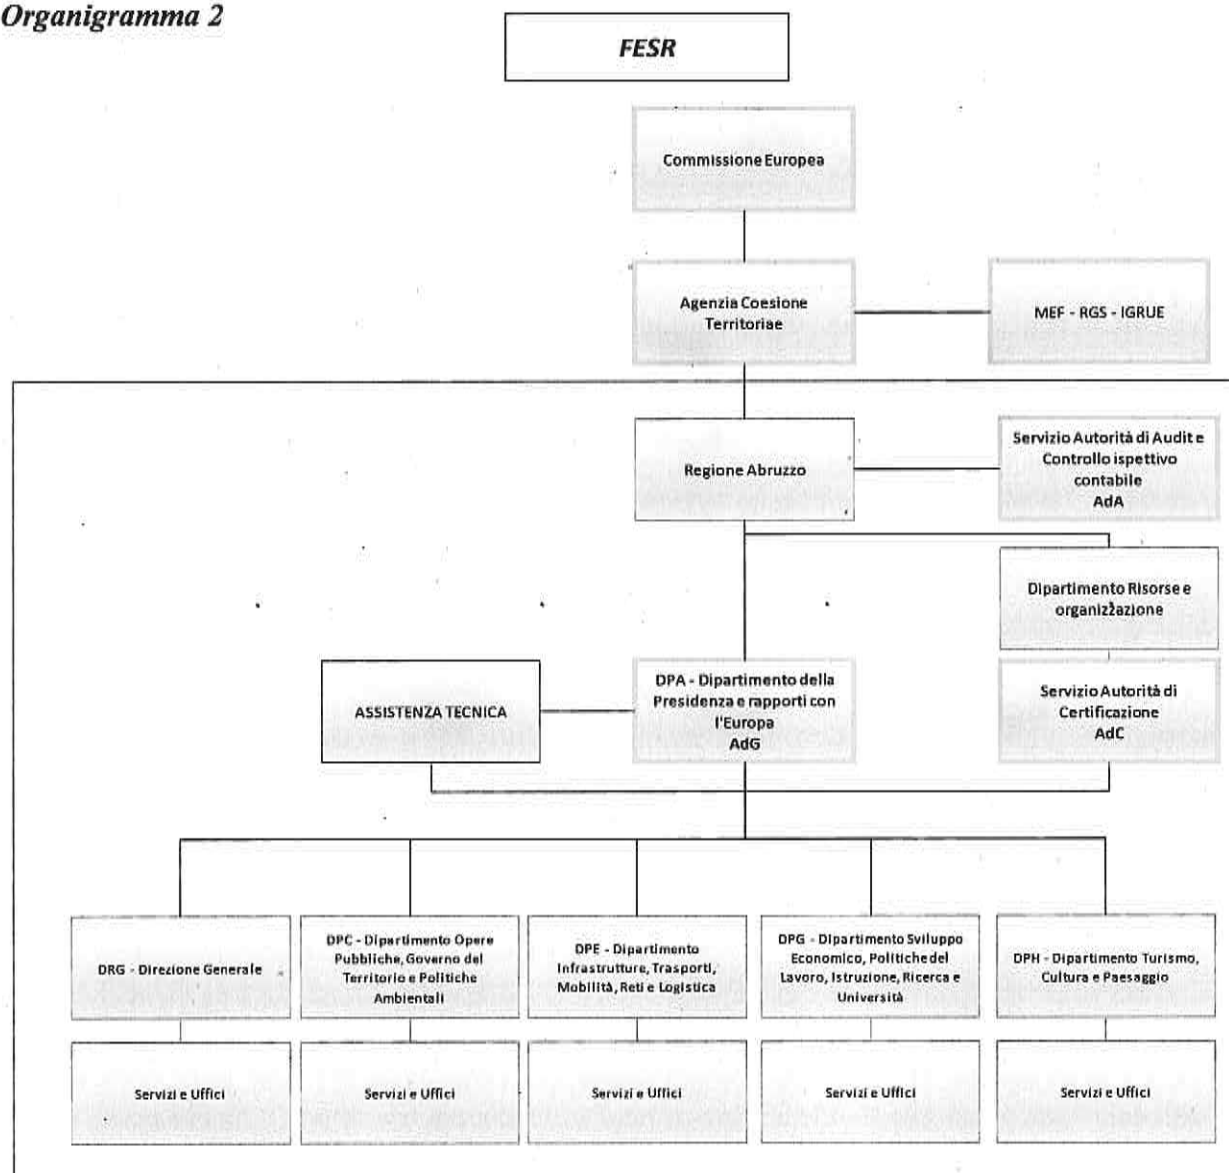 Organigramma 2
FESR
Commissione Europea
Agenzia Coesione
Territoriae
MEF - RGS - IGRUE
Regione Abruzzo
Servizio Autorità di Audit e
Controllo ispettivo
contabile
AdA
Dipartimento Risorse e
organizzazione
ASSISTENZA TECNICA
DPA - Dipartimento della
Presidenza e rapporti con
l'Europa
AdG
Servizio Autorità di
Certificazione
AdC
DRG - Direzione Generale
DPC - Dipartimento Opere
Pubbliche, Governo del
Territorio e Politiche
Ambientali
DPE - Dipartimento
Infrastrutture, Trasporti,
Mobilità, Reti e Logistica
DPG - Dipartimento Sviluppo
Economico, Politiche del
Lavoro, Istruzione, Ricerca e
Università
DPH - Dipartimento Turismo,
Cultura e Paesaggio
Servizi e Uffici
Servizi e Uffici
Servizi e Uffici
Servizi e Uffici
Servizi e Uffici